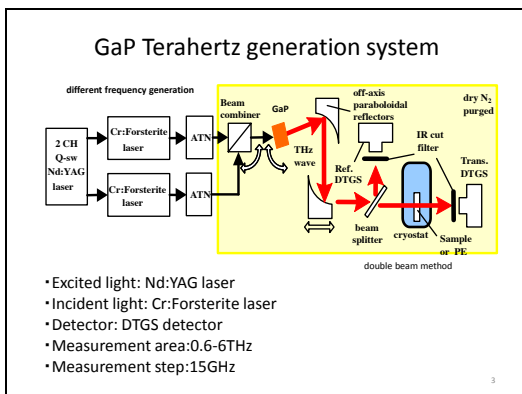 GaP Terahertz generation system
different frequency generation
2 CH
Q-sw
Nd:YAG
laser
Cr:Forsterite
laser
Cr:Forsterite
laser
ATN
ATN
Beam
combiner
GaP
off-axis
paraboloidal
reflectors
dry N2
purged
THz
wave
Ref.
DTGS
IR cut
filter
Trans.
DTGS
beam
splitter
cryostat
Sample
or PE
double beam method
・Excited light: Nd:YAG laser
・Incident light: Cr:Forsterite laser
・Detector: DTGS detector
・Measurement area:0.6-6THz
・Measurement step:15GHz
3